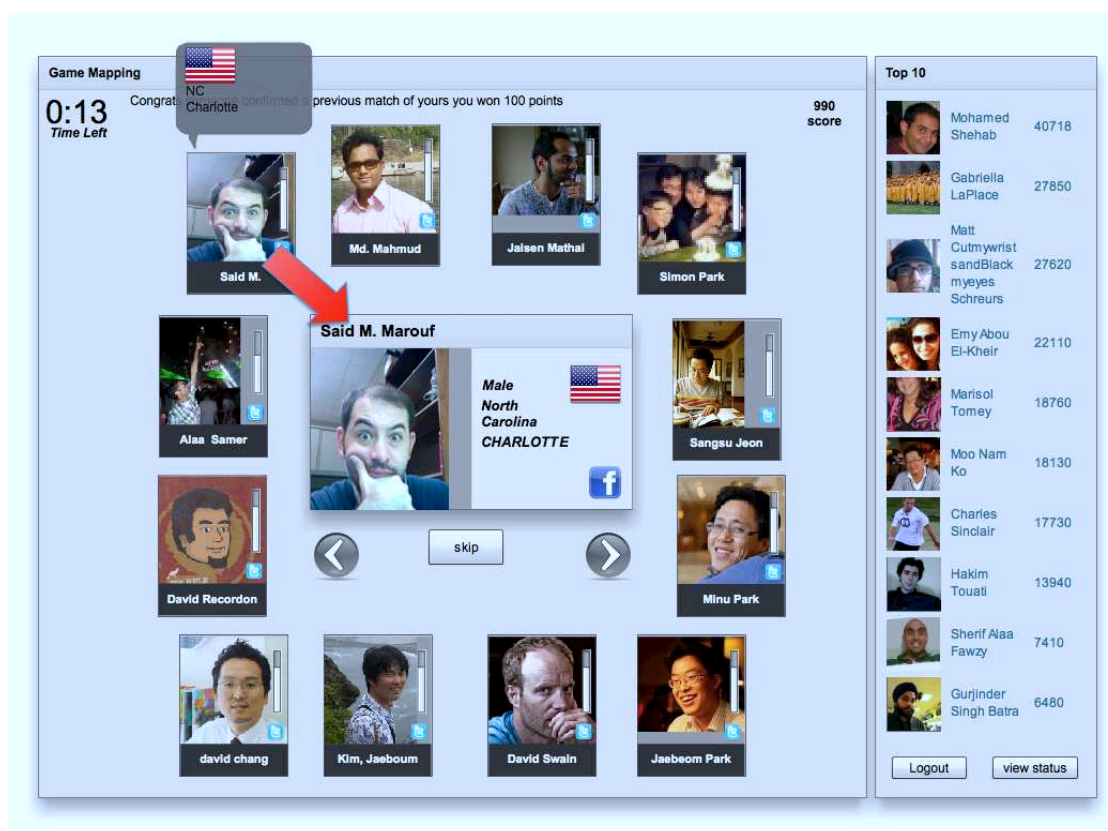 Game Mapping
NC
Charlotte
0:13
Time Left
Congrat confirmed a previous match of yours you won 100 points
990
score
Said M.
Md. Mahmud
Jaisen Mathai
Simon Park
Said M. Marouf
Male
North
Carolina
CHARLOTTE
Alaa Samer
Sangsu Jeon
David Recordon
skip
Minu Park
david chang
Kim, Jaeboum
David Swain
Jaebeom Park
Top 10
Mohamed
Shehab
40718
Gabriella
LaPlace
27850
Matt
Cutmywrist
sandBlack
myeyes
Schreurs
27620
Emy Abou
El-Kheir
22110
Marisol
Tomey
18760
Moo Nam
Ko
18130
Charles
Sinclair
17730
Hakim
Touati
13940
Sherif Alaa
Fawzy
7410
Gurjinder
Singh Batra
6480
Logout
view status